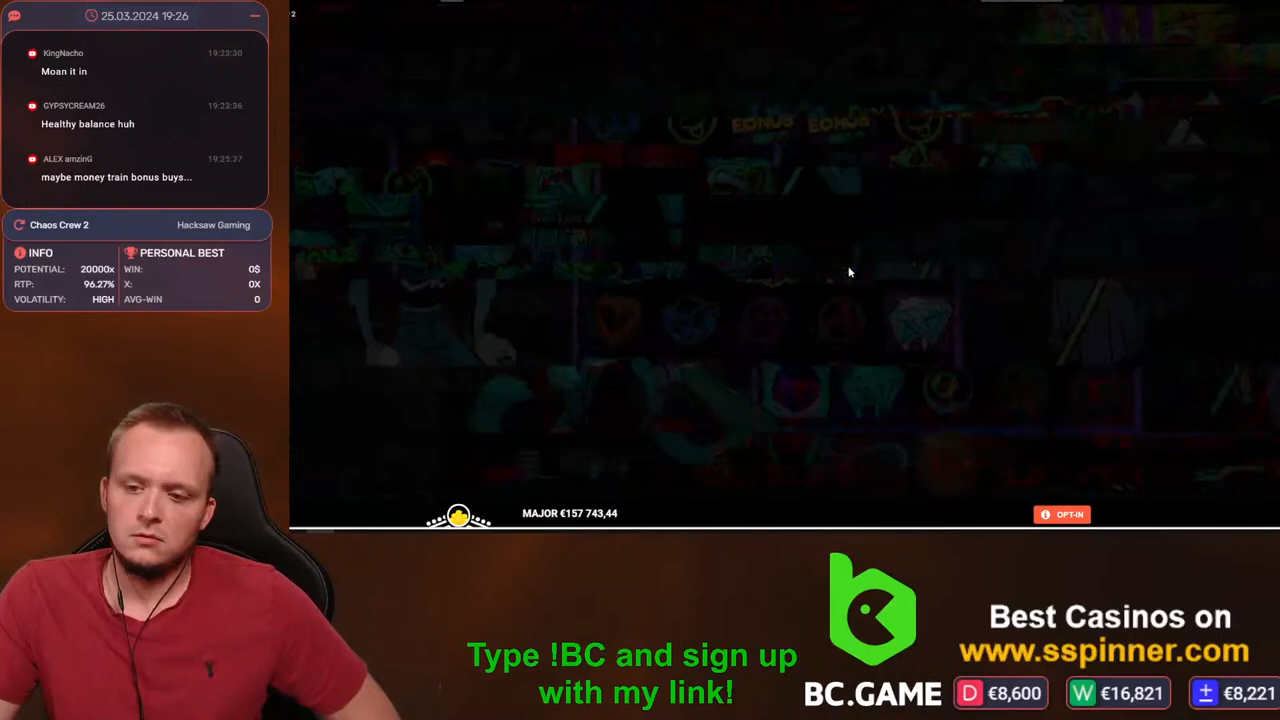 25.03.2024 19:26
KingNacho 19:23:30
Moan it in
GYPSYCREAM26 19:23:36
Healthy balance huh
ALEX amzinG 19:25:37
maybe money train bonus buys...
Chaos Crew 2 Hacksaw Gaming
INFO PERSONAL BEST
POTENTIAL: 20000x WIN: 0$
RTP: 96.27% X: 0X
VOLATILITY: HIGH AVG-WIN 0
2
BONUS BONUS
MAJOR €157 743,44
OPT-IN
Type !BC and sign up
with my link!
BC.GAME
Best Casinos on
www.sspinner.com
D €8,600 W €16,821 ± €8,221